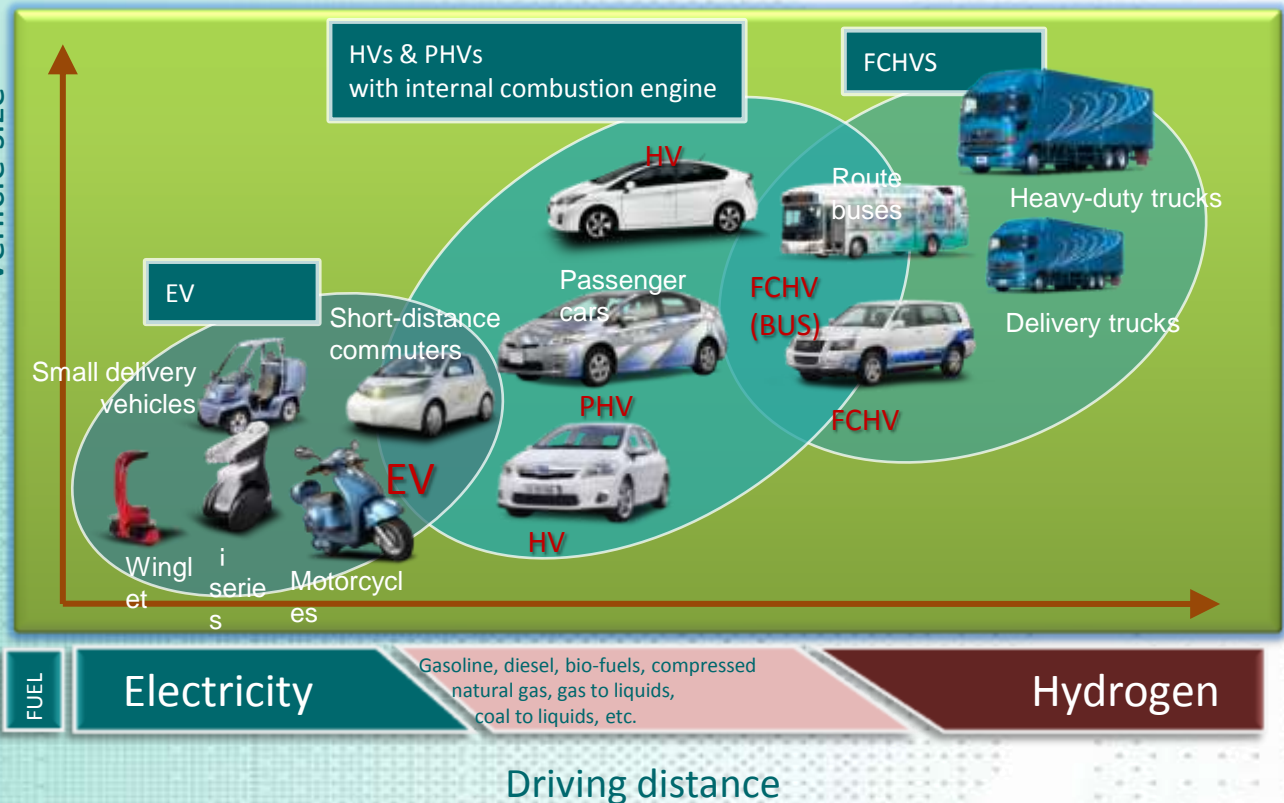 HVs & PHVs
with internal combustion engine
FCHVS
HV
Route
buses
Heavy-duty trucks
EV
Passenger
cars
FCHV
(BUS)
Short-distance
commuters
Delivery trucks
Small delivery
vehicles
PHV
FCHV
EV
HV
Wingl
et
i
serie
s
Motorcycl
es
FUEL
Electricity
Gasoline, diesel, bio-fuels, compressed
natural gas, gas to liquids,
coal to liquids, etc.
Hydrogen
Driving distance